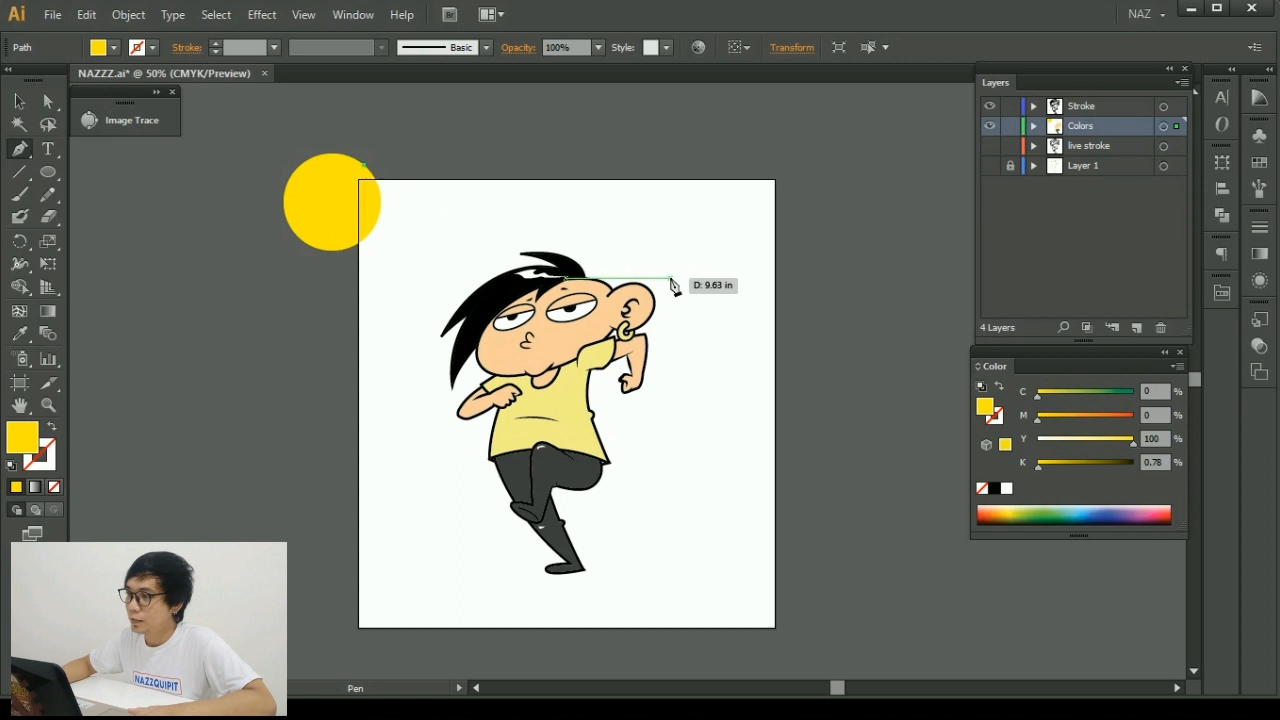 Ai File Edit Object Type Select Effect View Window Help Br NAZ
Path Stroke: Basic Opacity: 100% Style: Transform
NAZZZ.ai* @ 50% (CMYK/Preview) ×
Image Trace
Layers
Stroke
Colors
live stroke
Layer 1
4 Layers
D: 9.63 in
Color
C 0 %
M 0 %
Y 100 %
K 0.78 %
NAZZQUIPIT
Pen